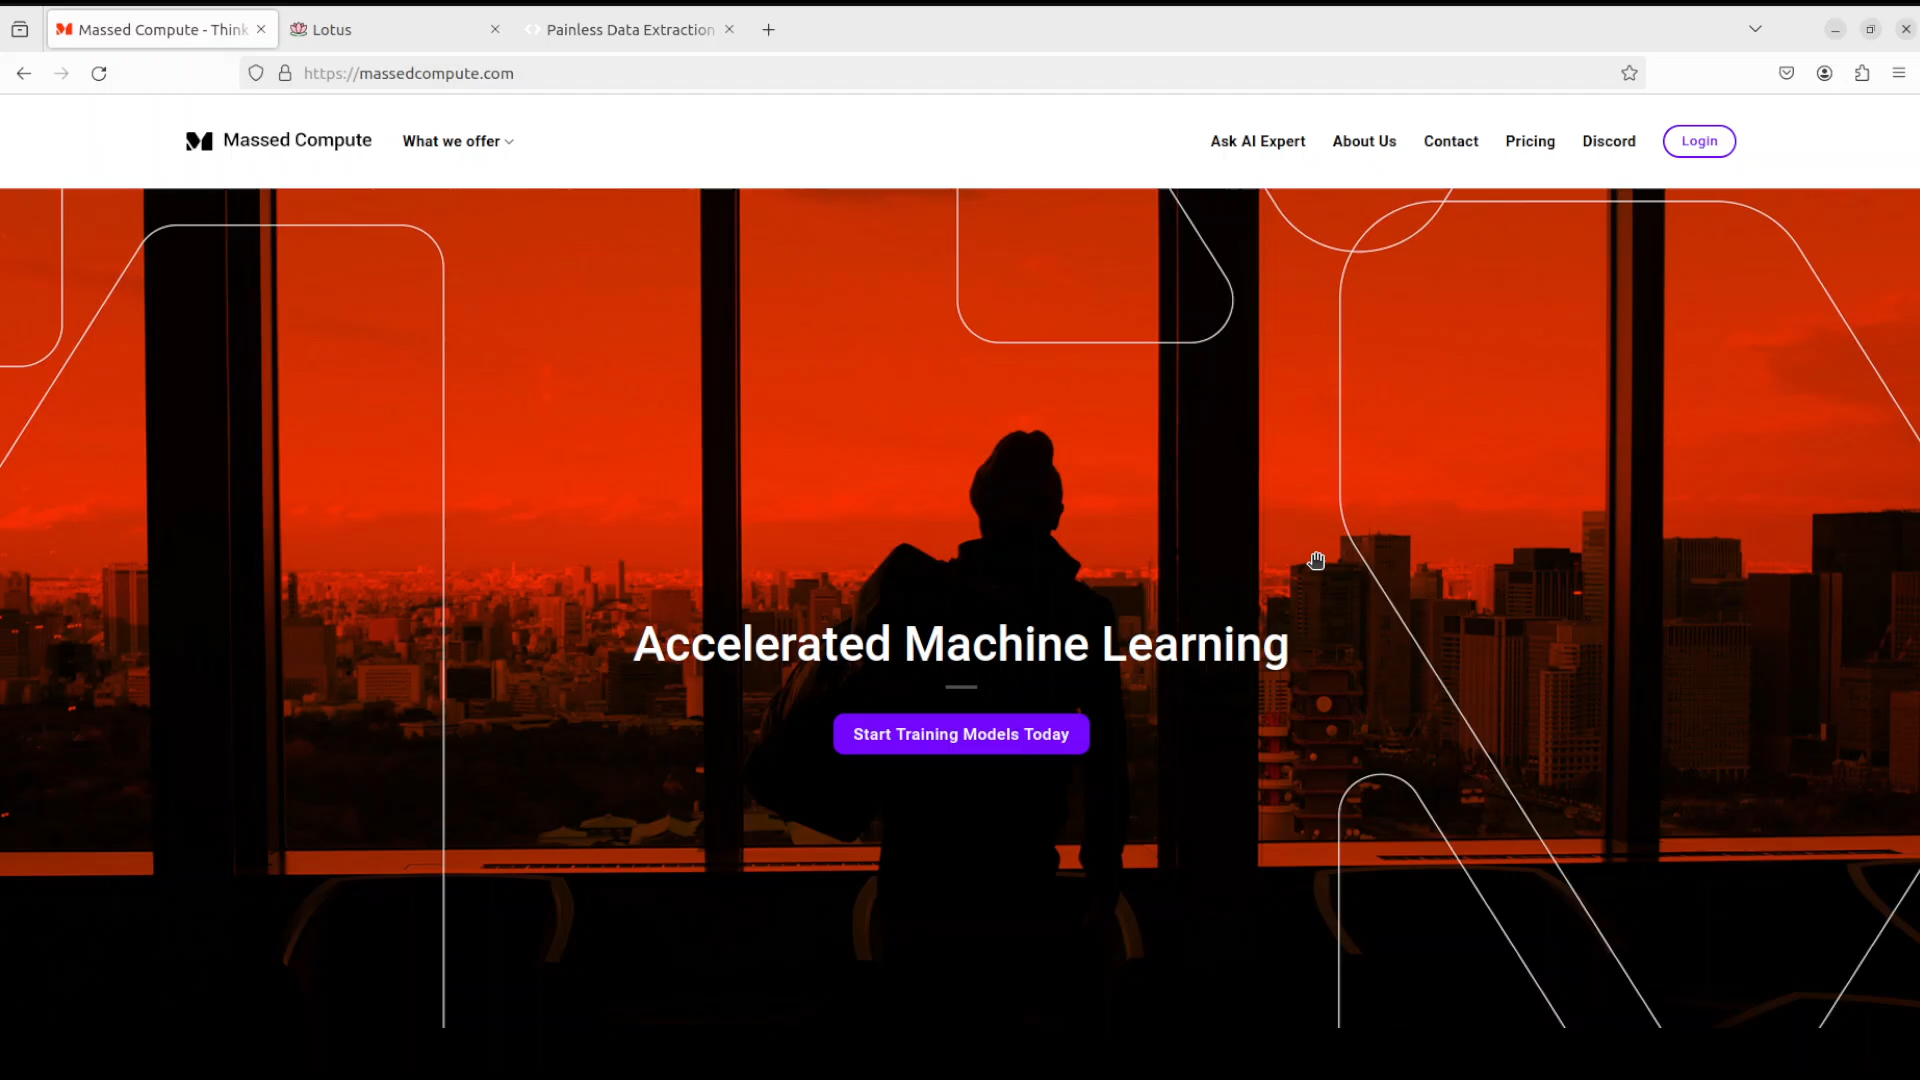 Massed Compute - Think
Lotus
Painless Data Extraction
https://massedcompute.com
Massed Compute
What we offer
Ask AI Expert
About Us
Contact
Pricing
Discord
Login
Accelerated Machine Learning
Start Training Models Today